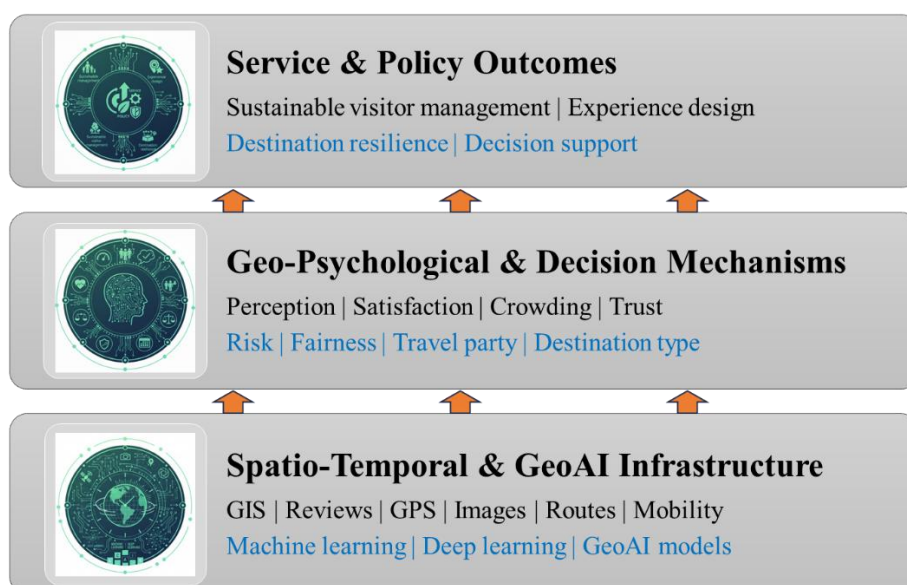 Service & Policy Outcomes
Sustainable visitor management | Experience design
Destination resilience | Decision support
Geo-Psychological & Decision Mechanisms
Perception | Satisfaction | Crowding | Trust
Risk | Fairness | Travel party | Destination type
Spatio-Temporal & GeoAI Infrastructure
GIS | Reviews | GPS | Images | Routes | Mobility
Machine learning | Deep learning | GeoAI models